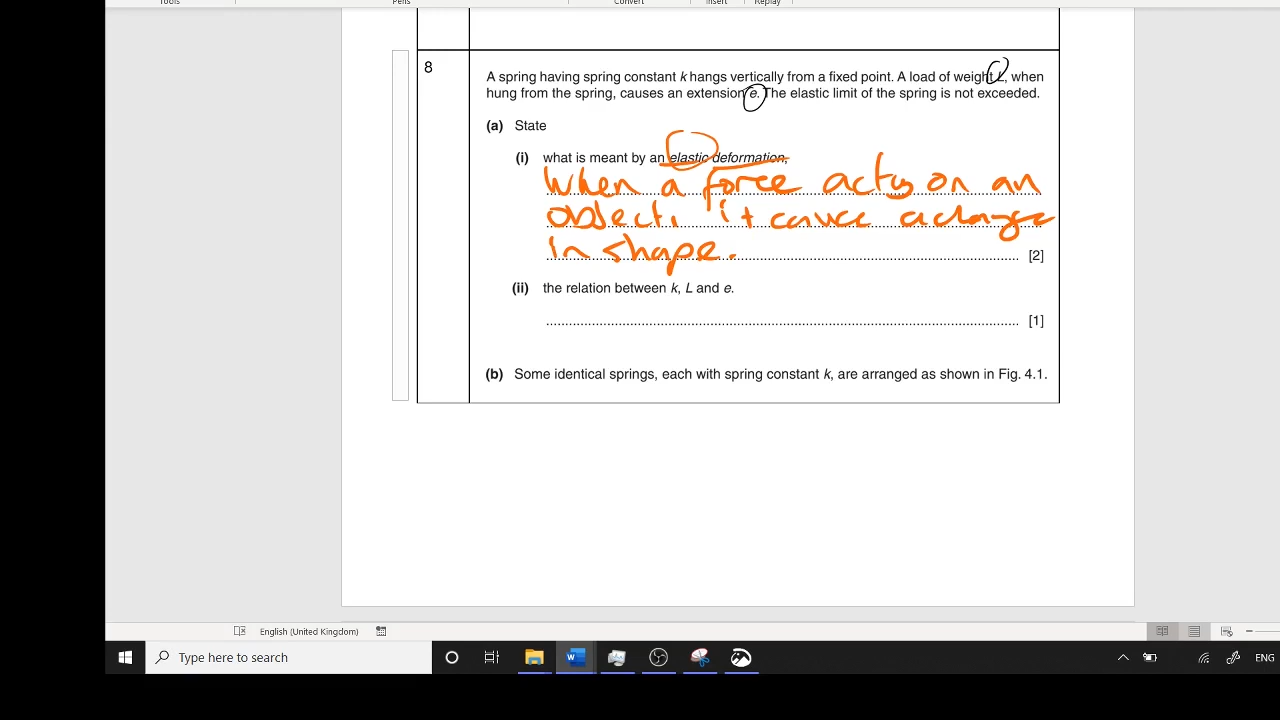 Tools Pens Convert Insert Replay
8
A spring having spring constant k hangs vertically from a fixed point. A load of weight L, when
hung from the spring, causes an extension e. The elastic limit of the spring is not exceeded.
(a) State
(i) what is meant by an elastic deformation,
When a force acts on an
object, it causes a change
in shape.
[2]
(ii) the relation between k, L and e.
[1]
(b) Some identical springs, each with spring constant k, are arranged as shown in Fig. 4.1.
English (United Kingdom)
Type here to search
ENG